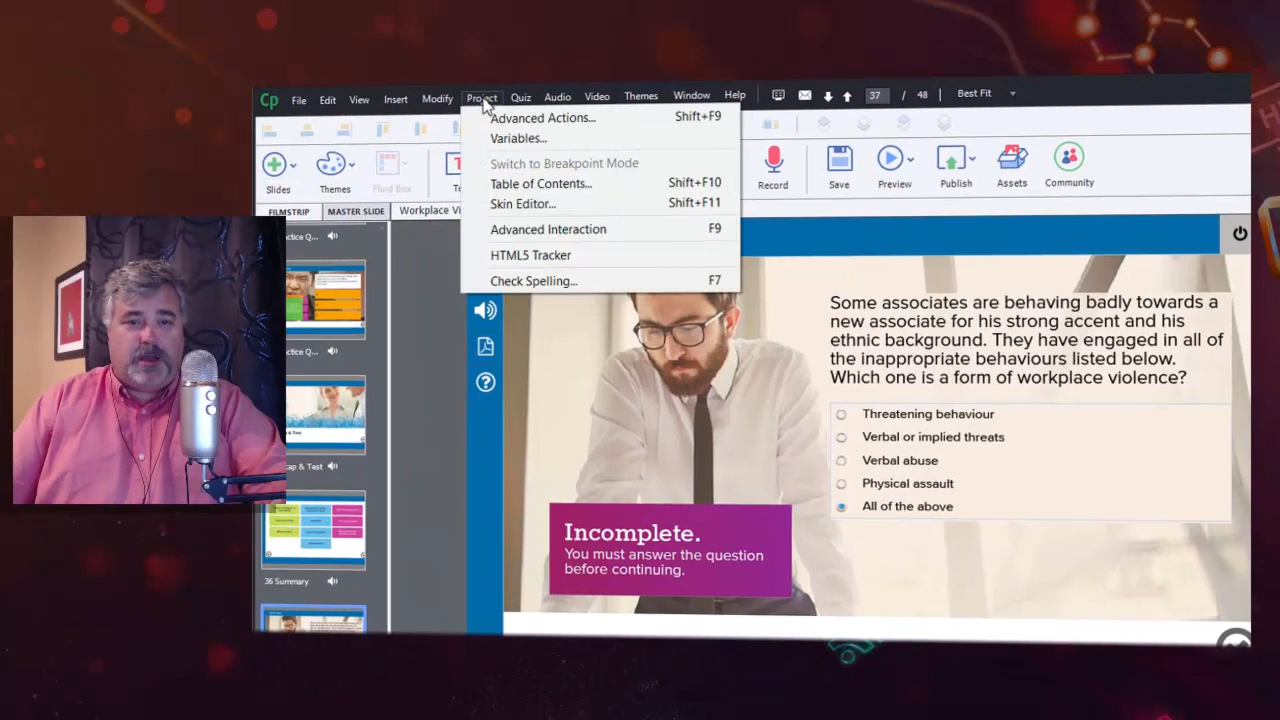 Cp File Edit View Insert Modify Project Quiz Audio Video Themes Window Help 37 / 48 Best Fit
Advanced Actions... Shift+F9
Variables...
Switch to Breakpoint Mode
Table of Contents... Shift+F10
Skin Editor... Shift+F11
Advanced Interaction F9
HTML5 Tracker
Check Spelling... F7
Slides Themes Fluid Box Record Save Preview Publish Assets Community
FILMSTRIP MASTER SLIDE Workplace
36 Summary
Some associates are behaving badly towards a
new associate for his strong accent and his
ethnic background. They have engaged in all of
the inappropriate behaviours listed below.
Which one is a form of workplace violence?
Threatening behaviour
Verbal or implied threats
Verbal abuse
Physical assault
All of the above
Incomplete.
You must answer the question
before continuing.